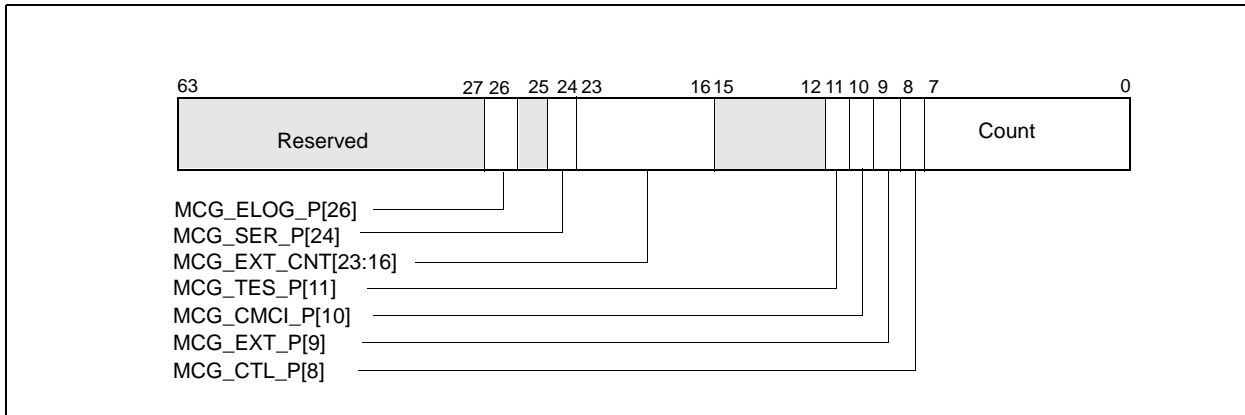 63 27 26 25 24 23 16 15 12 11 10 9 8 7 0
Reserved Count
MCG_ELOG_P[26]
MCG_SER_P[24]
MCG_EXT_CNT[23:16]
MCG_TES_P[11]
MCG_CMCI_P[10]
MCG_EXT_P[9]
MCG_CTL_P[8]